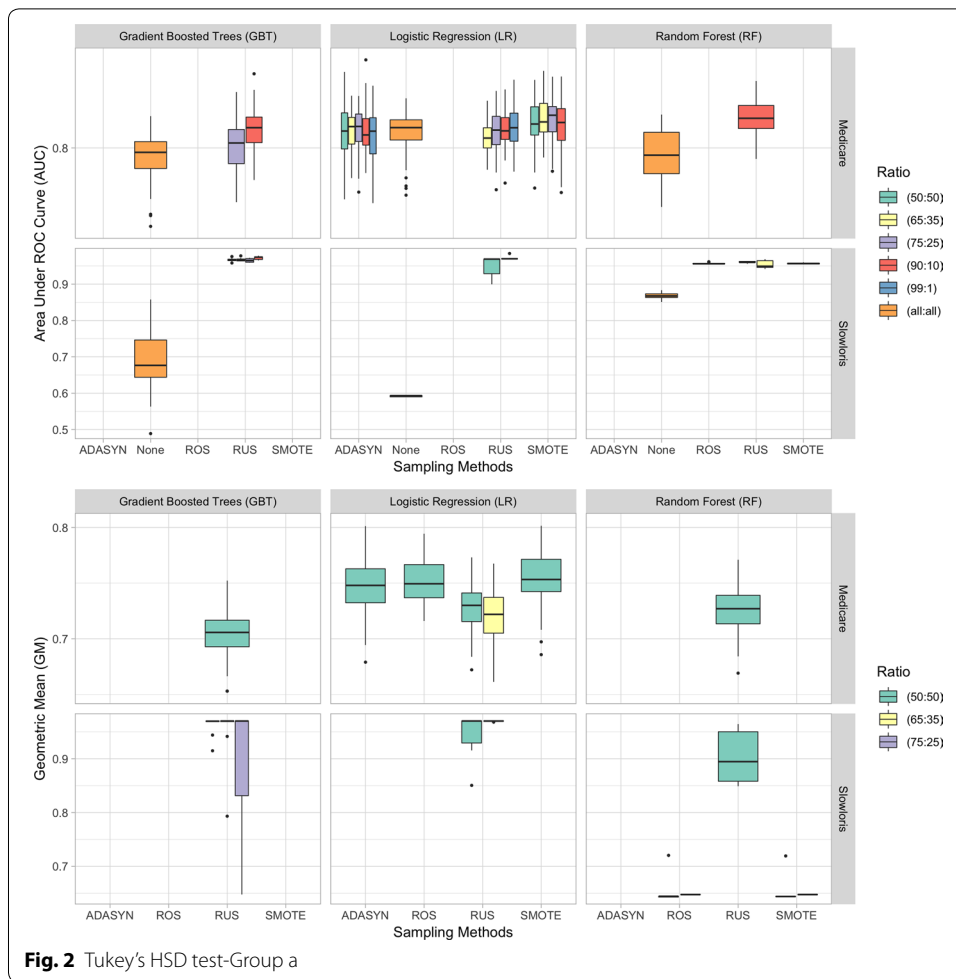 Gradient Boosted Trees (GBT) Logistic Regression (LR) Random Forest (RF)
Area Under ROC Curve (AUC)
0.8
Medicare
0.9
0.8
0.7
0.6
0.5
Slowloris
ADASYN None ROS RUS SMOTE ADASYN None ROS RUS SMOTE ADASYN None ROS RUS SMOTE
Sampling Methods
Ratio
(50:50)
(65:35)
(75:25)
(90:10)
(99:1)
(all:all)
Gradient Boosted Trees (GBT) Logistic Regression (LR) Random Forest (RF)
Geometric Mean (GM)
0.8
0.7
Medicare
0.9
0.8
0.7
Slowloris
ADASYN ROS RUS SMOTE ADASYN ROS RUS SMOTE ADASYN ROS RUS SMOTE
Sampling Methods
Ratio
(50:50)
(65:35)
(75:25)
Fig. 2 Tukey's HSD test-Group a